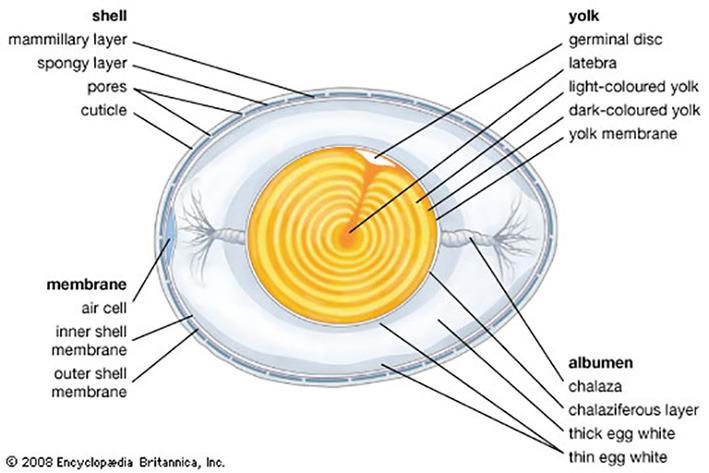 shell
mammillary layer
spongy layer
pores
cuticle
yolk
germinal disc
latebra
light-coloured yolk
dark-coloured yolk
yolk membrane
membrane
air cell
inner shell
membrane
outer shell
membrane
albumen
chalaza
chalaziferous layer
thick egg white
thin egg white
© 2008 Encyclopædia Britannica, Inc.